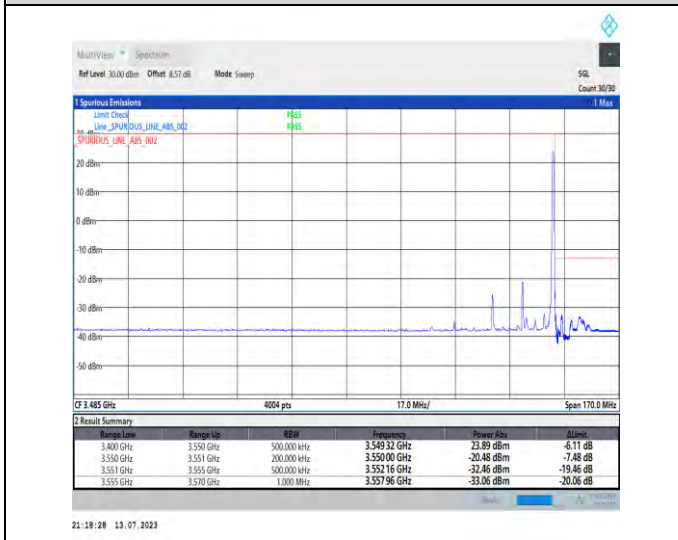 MultiView Spectrum
Ref Level 30.00 dBm Offset 8.57 dB Mode Sweep SGL
Count 30/30
1 Spurious Emissions 1 Max
Limit Check PASS
Line _SPURIOUS_LINE_ABS_002 PASS
_SPURIOUS_LINE_ABS_002
20 dBm
10 dBm
0 dBm
-10 dBm
-20 dBm
-30 dBm
-40 dBm
-50 dBm
CF 3.485 GHz 4004 pts 17.0 MHz/ Span 170.0 MHz
2 Result Summary
Range Low Range Up RBW Frequency Power Abs ΔLimit
3.400 GHz 3.550 GHz 500.000 kHz 3.549 32 GHz 23.89 dBm -6.11 dB
3.550 GHz 3.551 GHz 200.000 kHz 3.550 00 GHz -20.48 dBm -7.48 dB
3.551 GHz 3.555 GHz 500.000 kHz 3.552 16 GHz -32.46 dBm -19.46 dB
3.555 GHz 3.570 GHz 1.000 MHz 3.557 96 GHz -33.06 dBm -20.06 dB
21:18:28 13.07.2023